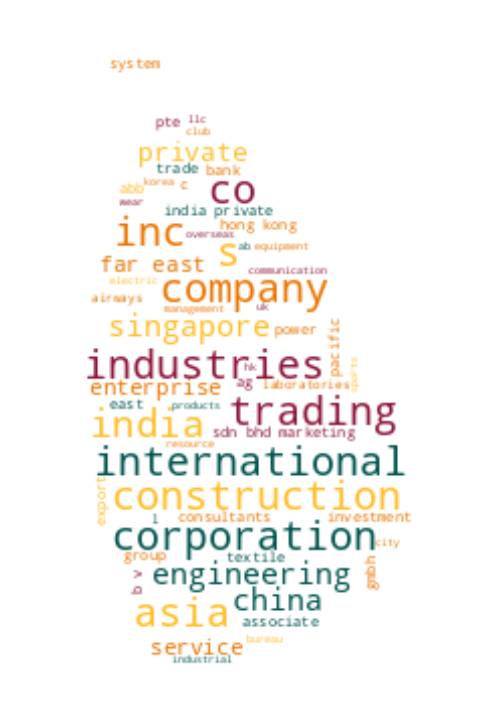 system
pte llc
club
private
trade bank
abb korea c co
wear
india private
hong kong
inc overseas s ab equipment
far east communication
electric company
airways management uk
singapore power pacific
industries hk sports
enterprise ag laboratories
east products trading
india sdn bhd marketing
resource
international
construction export
l consultants investment
corporation city
group textile
b v engineering gmbh
china
asia associate
service bureau
industrial